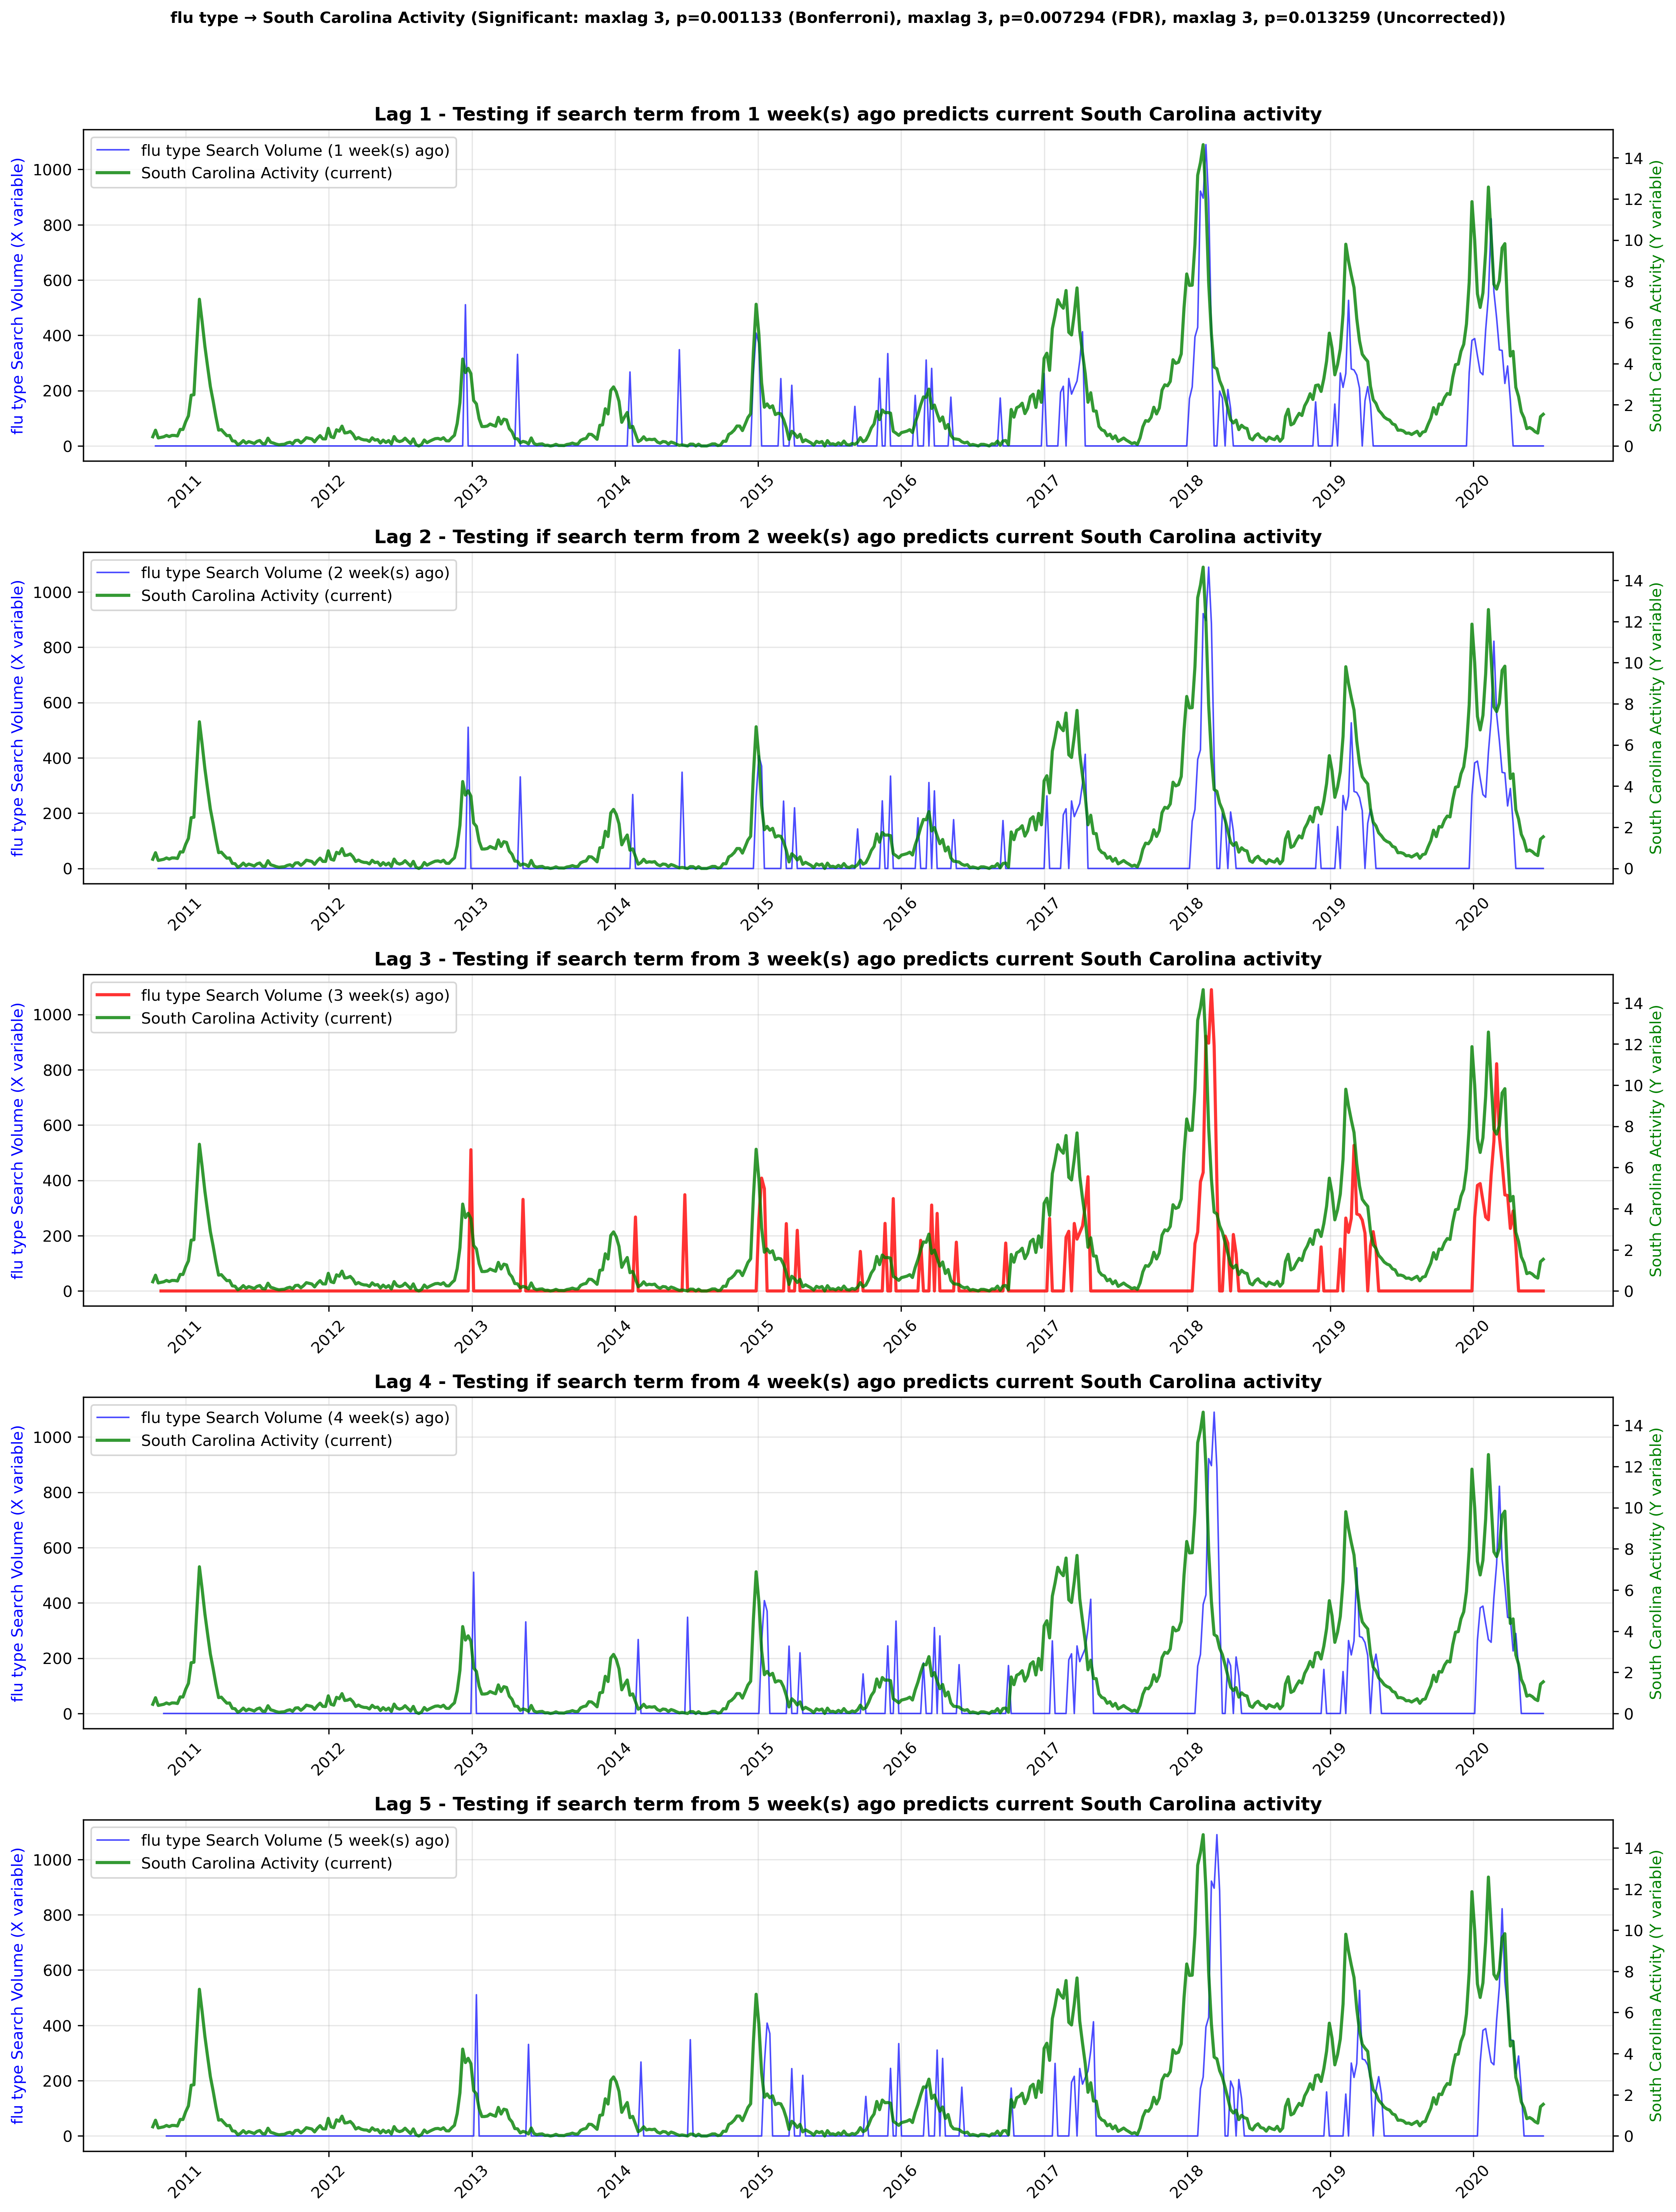 flu type → South Carolina Activity (Significant: maxlag 3, p=0.001133 (Bonferroni), maxlag 3, p=0.007294 (FDR), maxlag 3, p=0.013259 (Uncorrected))
Lag 1 - Testing if search term from 1 week(s) ago predicts current South Carolina activity
flu type Search Volume (1 week(s) ago)
South Carolina Activity (current)
flu type Search Volume (X variable)
1000
800
600
400
200
0
14
12
10
8
6
4
2
0
South Carolina Activity (Y variable)
2011 2012 2013 2014 2015 2016 2017 2018 2019 2020
Lag 2 - Testing if search term from 2 week(s) ago predicts current South Carolina activity
flu type Search Volume (2 week(s) ago)
South Carolina Activity (current)
flu type Search Volume (X variable)
1000
800
600
400
200
0
14
12
10
8
6
4
2
0
South Carolina Activity (Y variable)
2011 2012 2013 2014 2015 2016 2017 2018 2019 2020
Lag 3 - Testing if search term from 3 week(s) ago predicts current South Carolina activity
flu type Search Volume (3 week(s) ago)
South Carolina Activity (current)
flu type Search Volume (X variable)
1000
800
600
400
200
0
14
12
10
8
6
4
2
0
South Carolina Activity (Y variable)
2011 2012 2013 2014 2015 2016 2017 2018 2019 2020
Lag 4 - Testing if search term from 4 week(s) ago predicts current South Carolina activity
flu type Search Volume (4 week(s) ago)
South Carolina Activity (current)
flu type Search Volume (X variable)
1000
800
600
400
200
0
14
12
10
8
6
4
2
0
South Carolina Activity (Y variable)
2011 2012 2013 2014 2015 2016 2017 2018 2019 2020
Lag 5 - Testing if search term from 5 week(s) ago predicts current South Carolina activity
flu type Search Volume (5 week(s) ago)
South Carolina Activity (current)
flu type Search Volume (X variable)
1000
800
600
400
200
0
14
12
10
8
6
4
2
0
South Carolina Activity (Y variable)
2011 2012 2013 2014 2015 2016 2017 2018 2019 2020